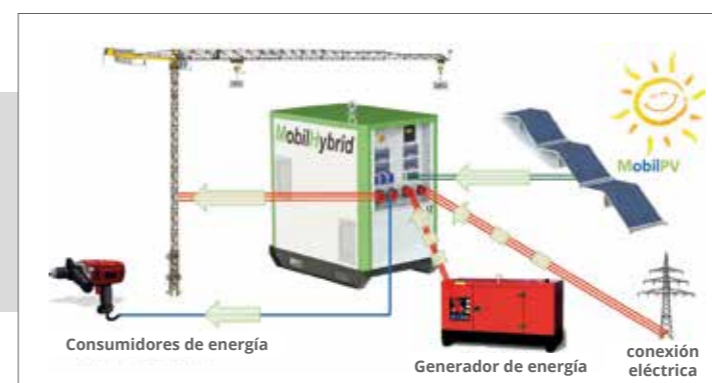 MobilHybrid
MobilPV
Consumidores de energía
Generador de energía
conexión
eléctrica